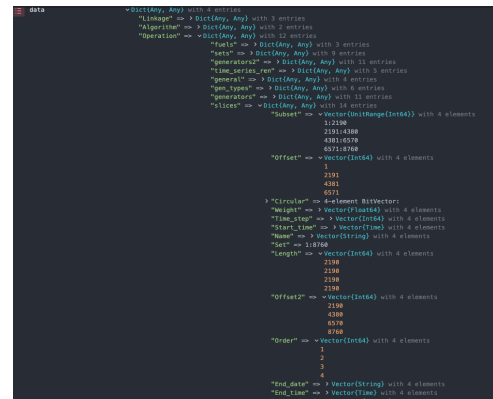 data ∨Dict{Any, Any} with 4 entries
"Linkage" => > Dict{Any, Any} with 3 entries
"Algorithm" => > Dict{Any, Any} with 2 entries
"Operation" => ∨Dict{Any, Any} with 12 entries
"fuels" => > Dict{Any, Any} with 3 entries
"sets" => > Dict{Any, Any} with 9 entries
"generators2" => > Dict{Any, Any} with 11 entries
"time_series_ren" => > Dict{Any, Any} with 5 entries
"general" => > Dict{Any, Any} with 4 entries
"gen_types" => > Dict{Any, Any} with 6 entries
"generators" => > Dict{Any, Any} with 11 entries
"slices" => ∨Dict{Any, Any} with 14 entries
"Subset" => ∨Vector{UnitRange{Int64}} with 4 elements
1:2190
2191:4380
4381:6570
6571:8760
"Offset" => ∨Vector{Int64} with 4 elements
1
2191
4381
6571
> "Circular" => 4-element BitVector:
"Weight" => > Vector{Float64} with 4 elements
"Time_step" => > Vector{Int64} with 4 elements
"Start_time" => > Vector{Time} with 4 elements
"Name" => > Vector{String} with 4 elements
"Set" => 1:8760
"Length" => ∨Vector{Int64} with 4 elements
2190
2190
2190
2190
"Offset2" => ∨Vector{Int64} with 4 elements
2190
4380
6570
8760
"Order" => ∨Vector{Int64} with 4 elements
1
2
3
4
"End_date" => > Vector{String} with 4 elements
"End_time" => > Vector{Time} with 4 elements